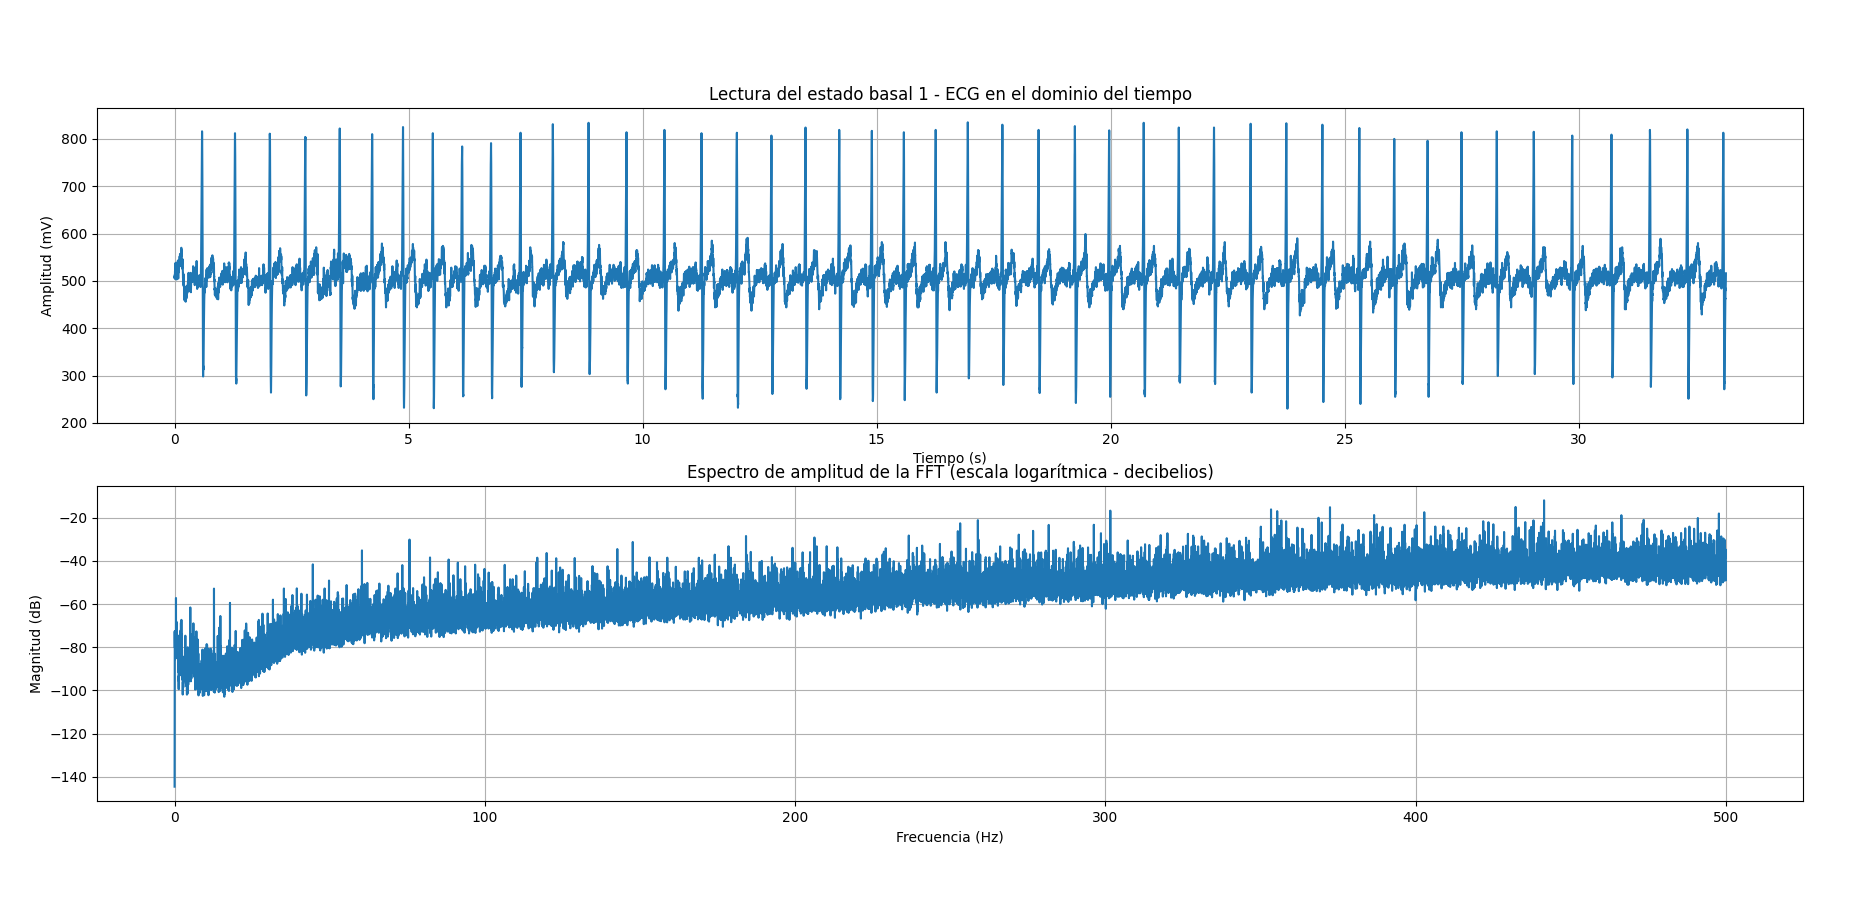 Lectura del estado basal 1 - ECG en el dominio del tiempo
800
700
600
500
400
300
200
Amplitud (mV)
0 5 10 15 20 25 30
Tiempo (s)
Espectro de amplitud de la FFT (escala logarítmica - decibelios)
−20
−40
−60
−80
−100
−120
−140
Magnitud (dB)
0 100 200 300 400 500
Frecuencia (Hz)